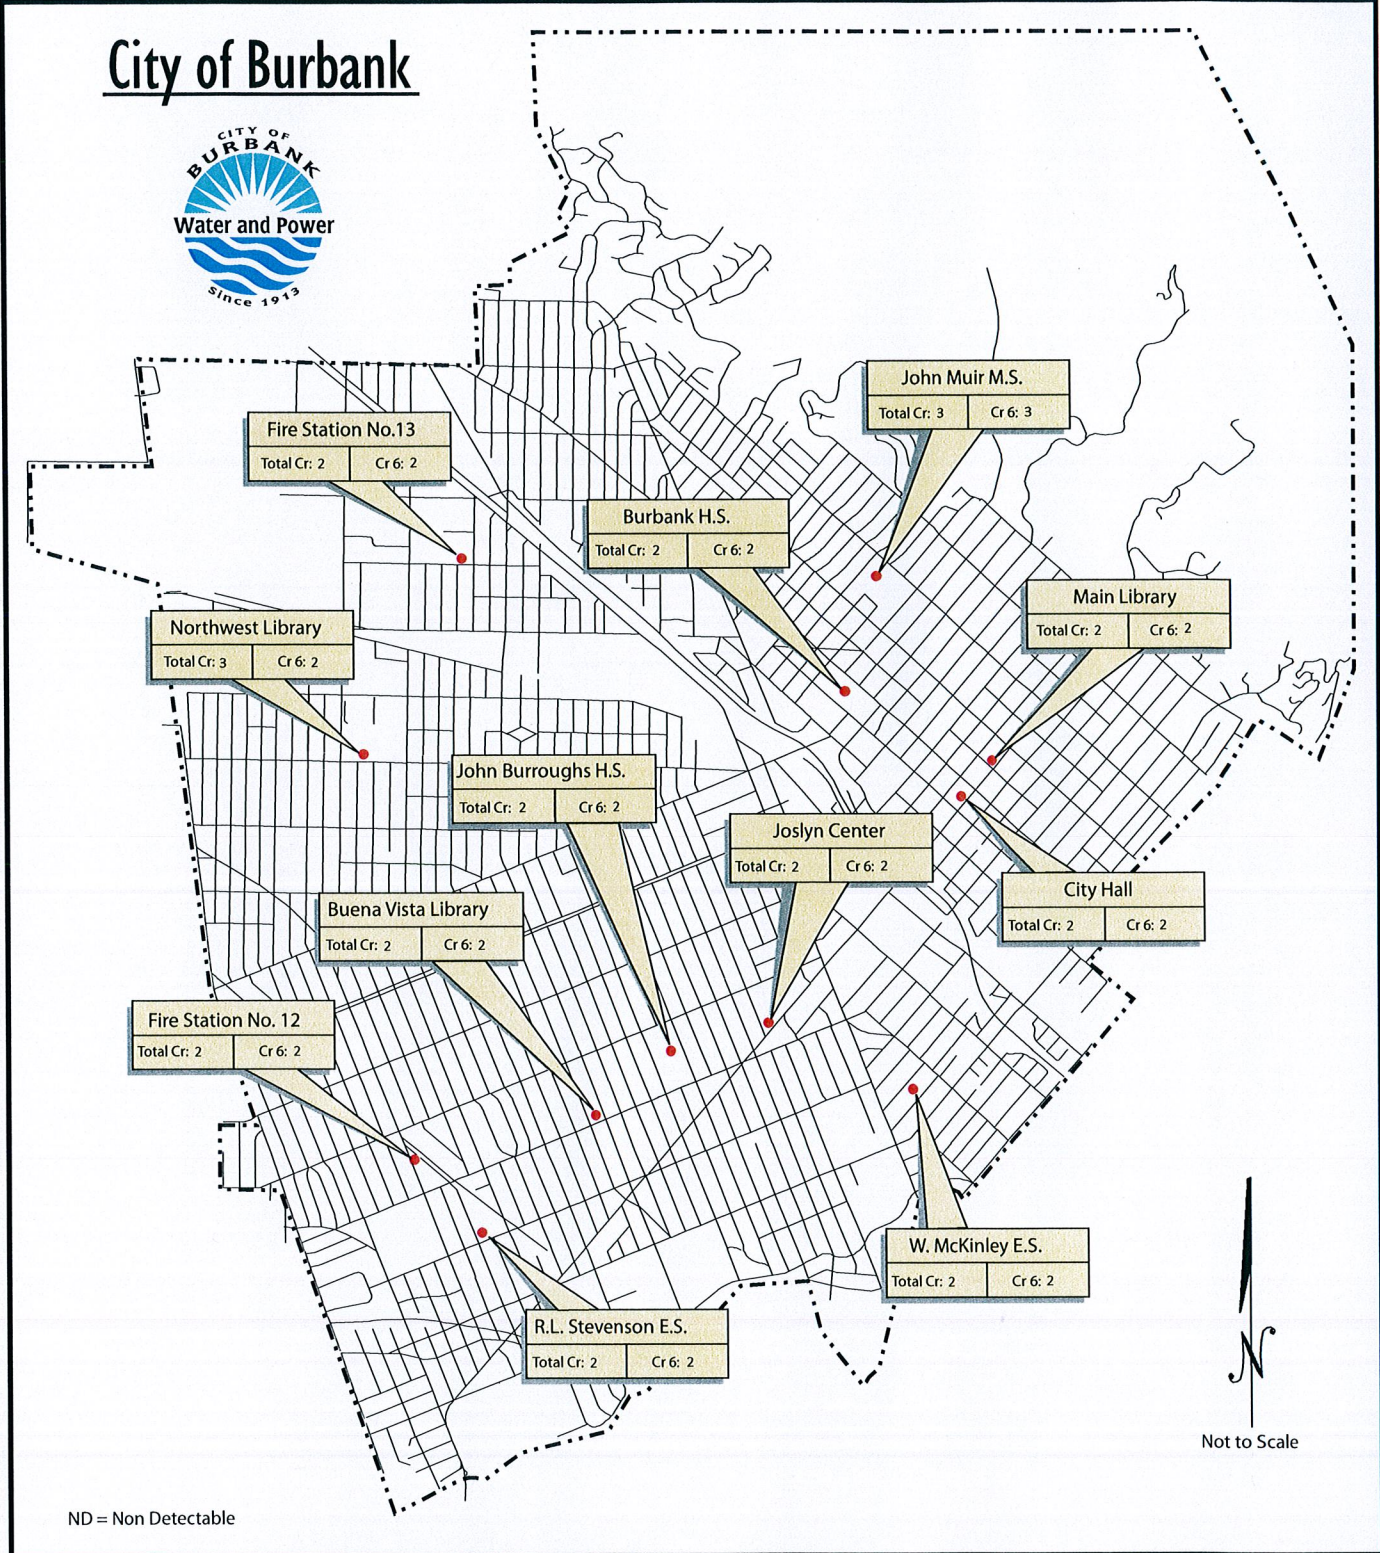 City of Burbank
CITY OF
BURBANK
Water and Power
Since 1913
John Muir M.S.
Total Cr: 3 Cr 6: 3
Fire Station No.13
Total Cr: 2 Cr 6: 2
Burbank H.S.
Total Cr: 2 Cr 6: 2
Main Library
Total Cr: 2 Cr 6: 2
Northwest Library
Total Cr: 3 Cr 6: 2
John Burroughs H.S.
Total Cr: 2 Cr 6: 2
Joslyn Center
Total Cr: 2 Cr 6: 2
City Hall
Total Cr: 2 Cr 6: 2
Buena Vista Library
Total Cr: 2 Cr 6: 2
Fire Station No. 12
Total Cr: 2 Cr 6: 2
W. McKinley E.S.
Total Cr: 2 Cr 6: 2
R.L. Stevenson E.S.
Total Cr: 2 Cr 6: 2
N
Not to Scale
ND = Non Detectable